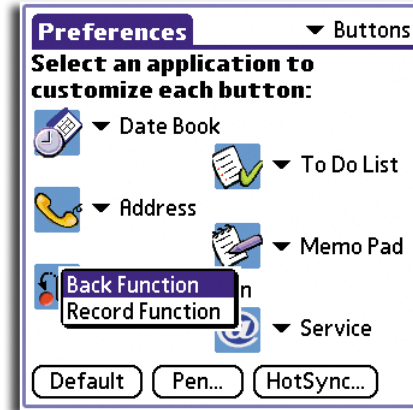 Preferences
Buttons
Select an application to
customize each button:
Date Book
To Do List
Address
Memo Pad
Back Function
n
Record Function
Service
Default Pen... HotSync...